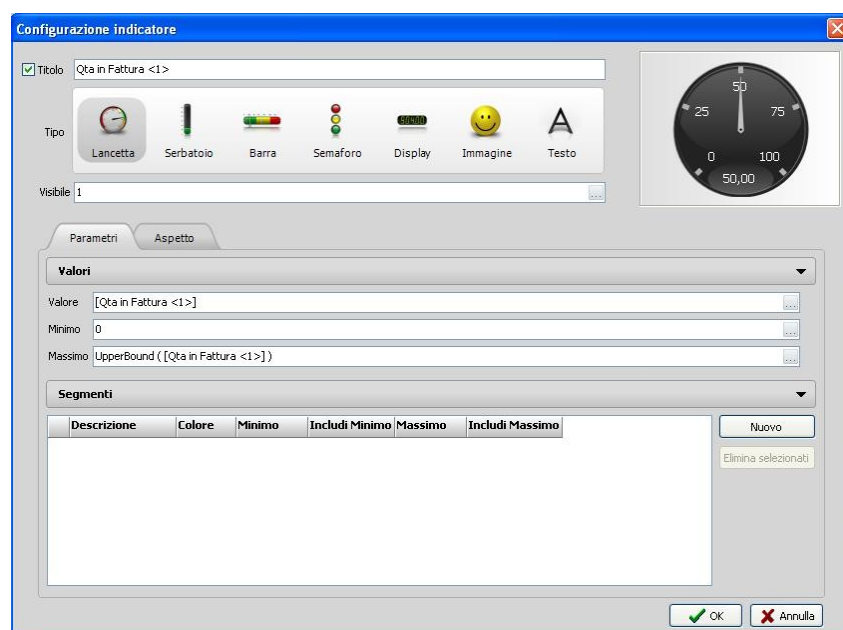 Configurazione indicatore
Titolo Qta in Fattura <1>
Tipo
Lancetta Serbatoio Barra Semaforo Display Immagine Testo
Visibile 1 ...
0 25 50 75 100
50,00
Parametri Aspetto
Valori
Valore [Qta in Fattura <1>] ...
Minimo 0 ...
Massimo UpperBound ( [Qta in Fattura <1>] ) ...
Segmenti
Descrizione Colore Minimo Includi Minimo Massimo Includi Massimo
Nuovo
Elimina selezionati
OK Annulla